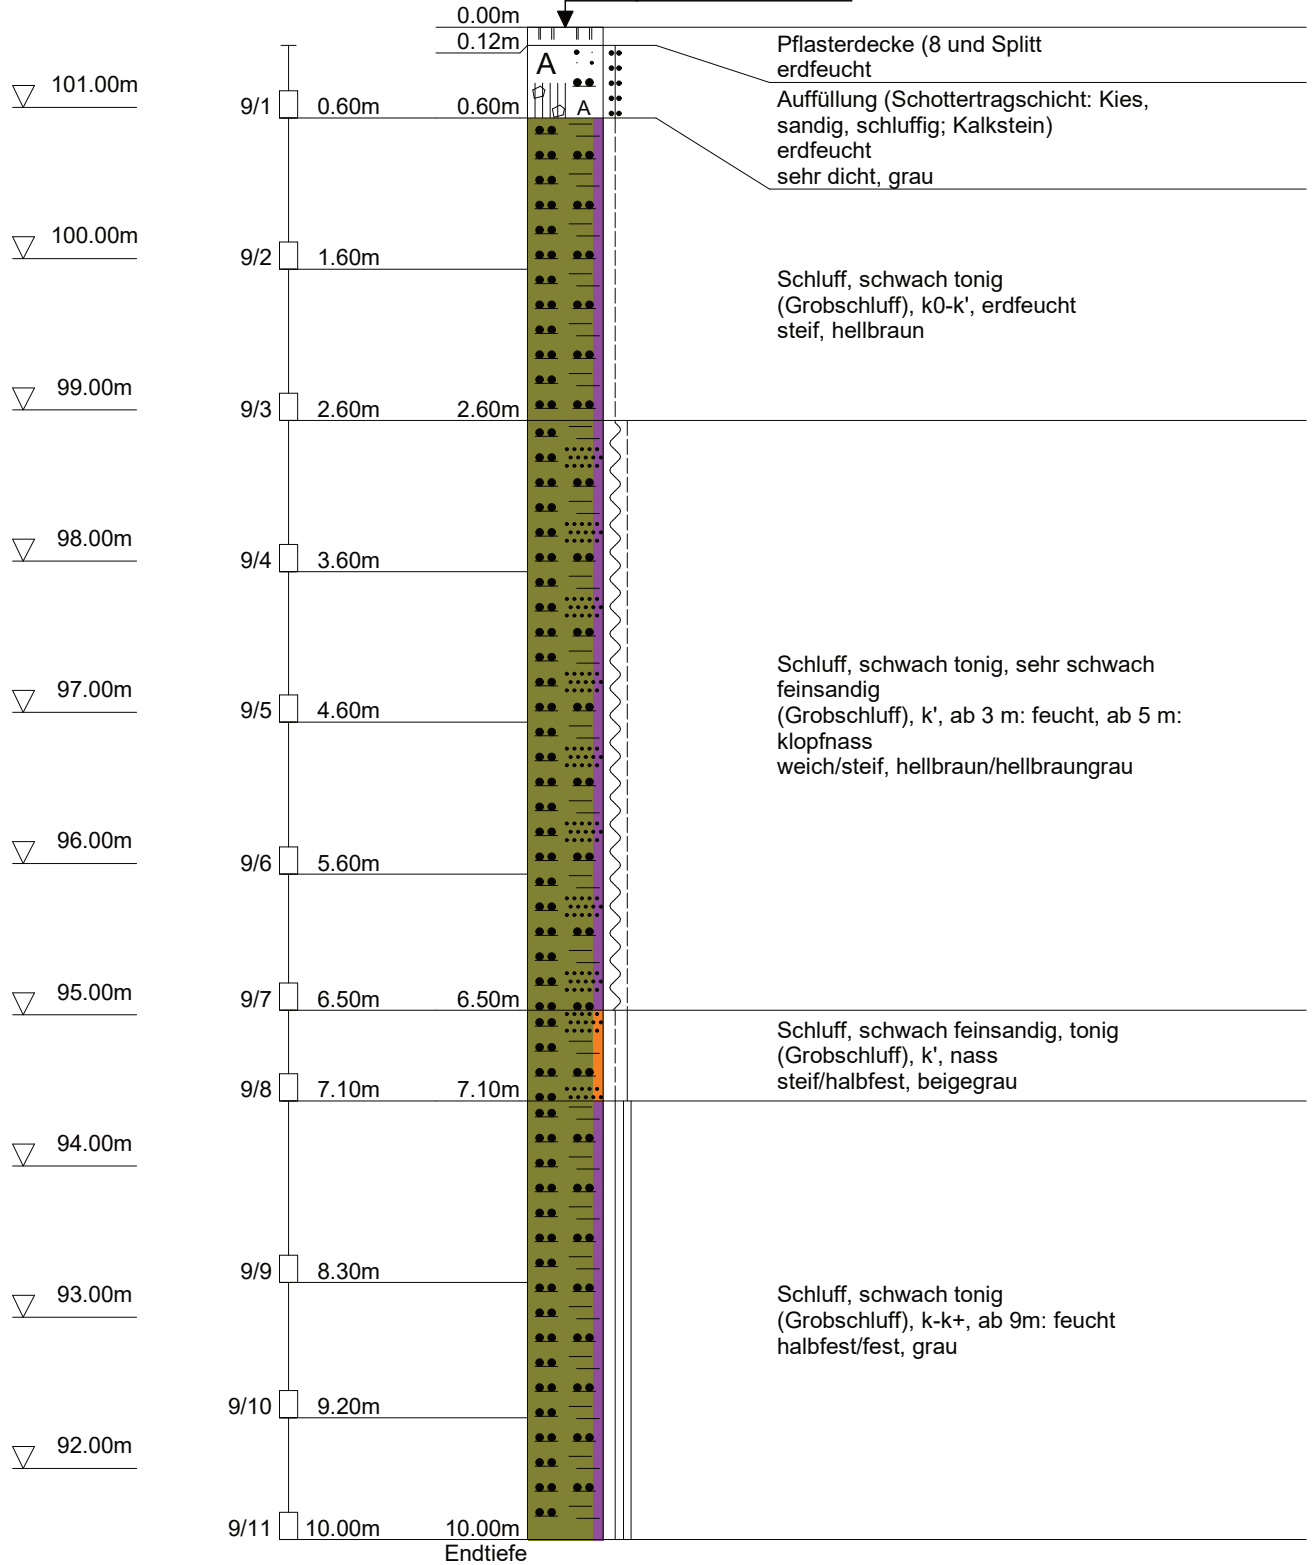 0.00m
0.12m
Pflasterdecke (8 und Splitt
erdfeucht
A
101.00m
9/1 0.60m 0.60m
A
Auffüllung (Schottertragschicht: Kies,
sandig, schluffig; Kalkstein)
erdfeucht
sehr dicht, grau
100.00m
9/2 1.60m
Schluff, schwach tonig
(Grobschluff), k0-k', erdfeucht
steif, hellbraun
99.00m
9/3 2.60m 2.60m
98.00m
9/4 3.60m
97.00m
9/5 4.60m
Schluff, schwach tonig, sehr schwach
feinsandig
(Grobschluff), k', ab 3 m: feucht, ab 5 m:
klopfnass
weich/steif, hellbraun/hellbraungrau
96.00m
9/6 5.60m
95.00m
9/7 6.50m 6.50m
Schluff, schwach feinsandig, tonig
(Grobschluff), k', nass
steif/halbfest, beigegrau
9/8 7.10m 7.10m
94.00m
9/9 8.30m
93.00m
Schluff, schwach tonig
(Grobschluff), k-k+, ab 9m: feucht
halbfest/fest, grau
9/10 9.20m
92.00m
9/11 10.00m 10.00m
Endtiefe